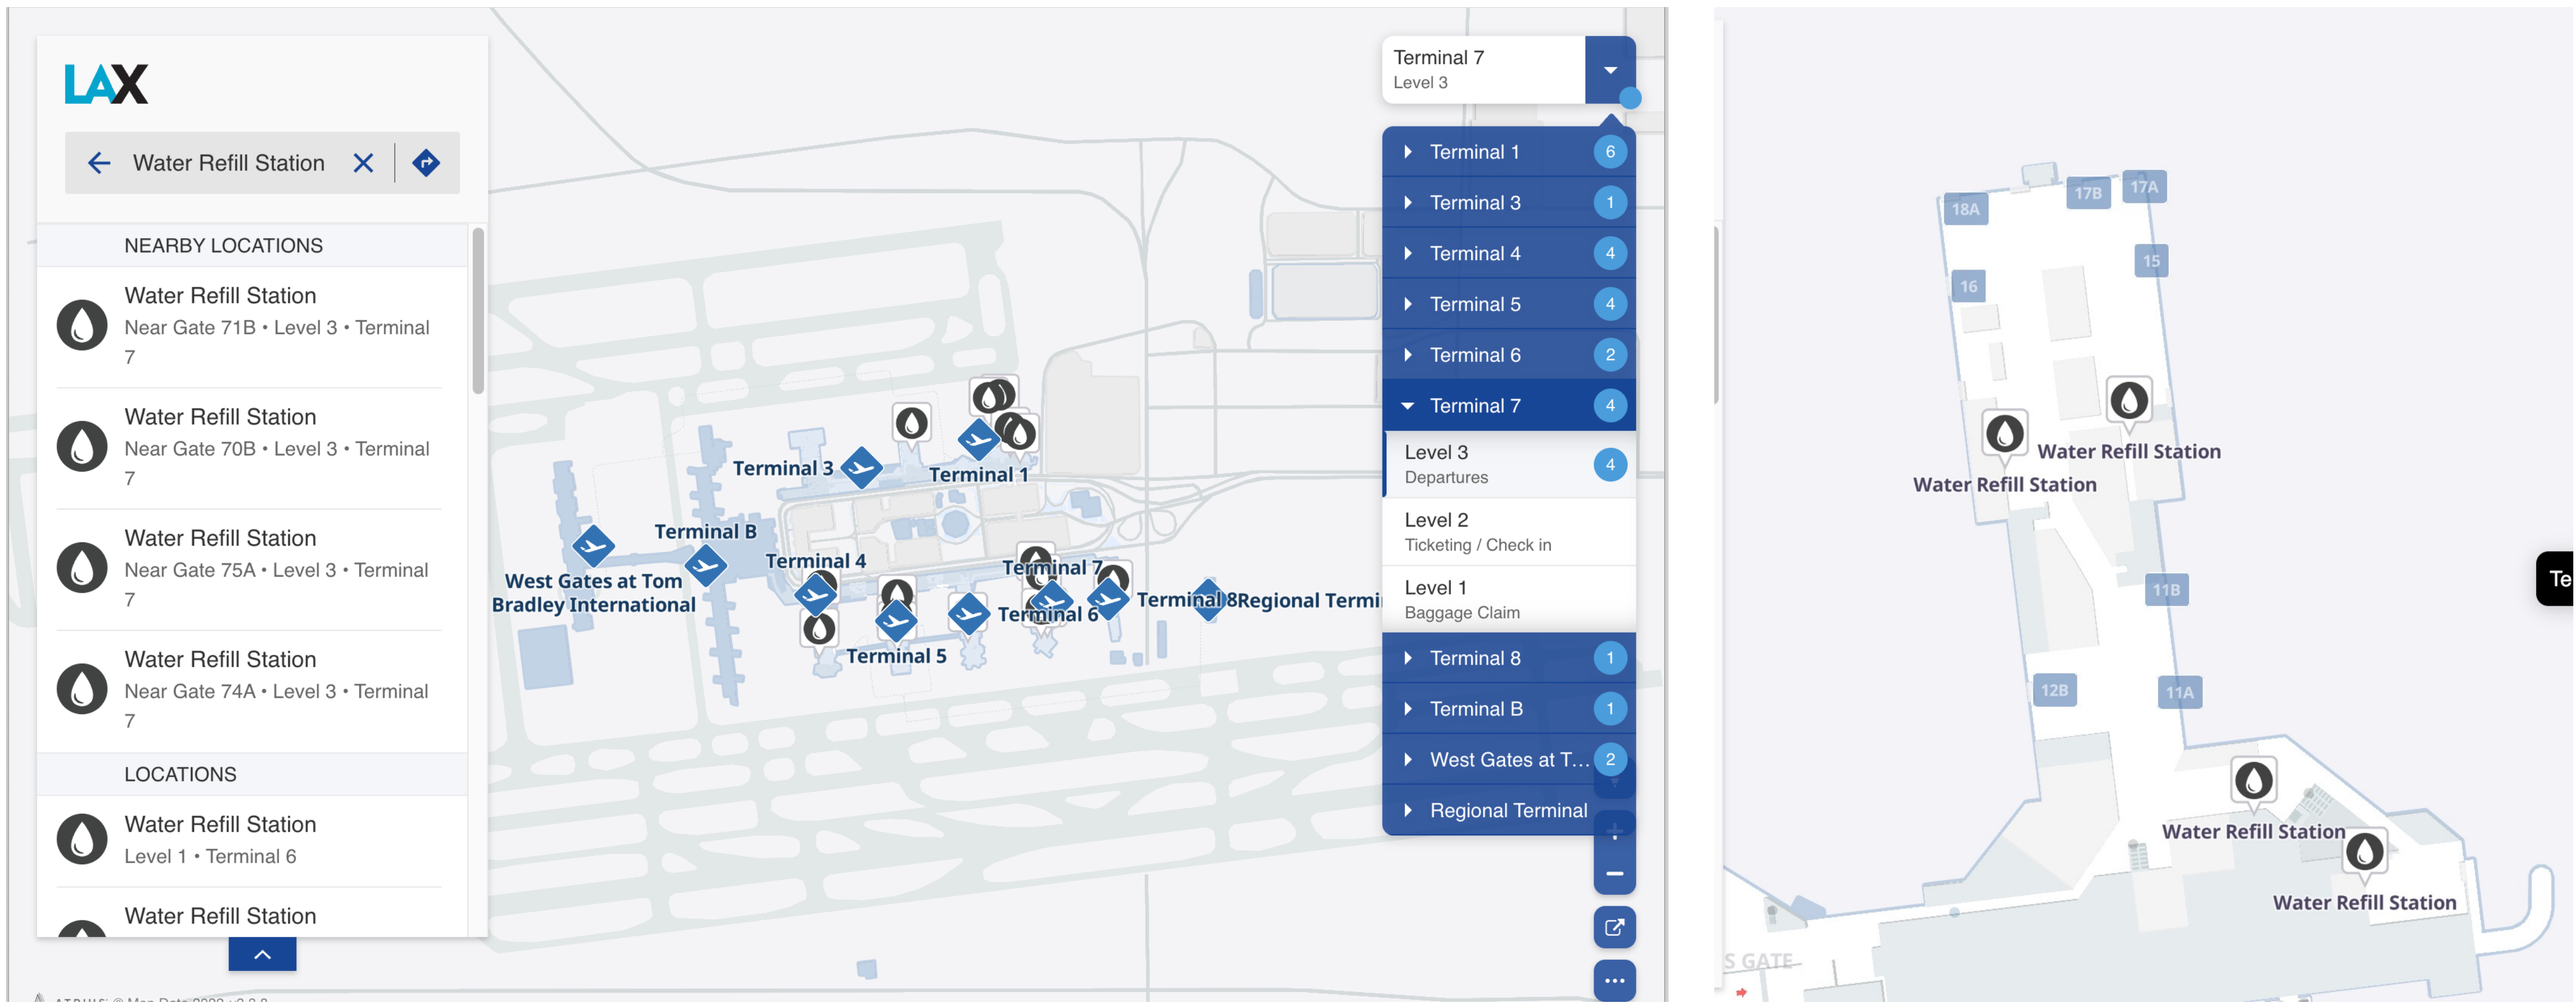 LAX
Water Refill Station
NEARBY LOCATIONS
Water Refill Station
Near Gate 71B • Level 3 • Terminal
7
Water Refill Station
Near Gate 70B • Level 3 • Terminal
7
Water Refill Station
Near Gate 75A • Level 3 • Terminal
7
Water Refill Station
Near Gate 74A • Level 3 • Terminal
7
LOCATIONS
Water Refill Station
Level 1 • Terminal 6
Water Refill Station
Terminal 3
Terminal 1
Terminal B
Terminal 4
Terminal 7
West Gates at Tom
Bradley International
Terminal 8
Regional Termi
Terminal 6
Terminal 5
Terminal 7
Level 3
Terminal 1 6
Terminal 3 1
Terminal 4 4
Terminal 5 4
Terminal 6 2
Terminal 7 4
Level 3 4
Departures
Level 2
Ticketing / Check in
Level 1
Baggage Claim
Terminal 8 1
Terminal B 1
West Gates at T... 2
Regional Terminal
18A
17B
17A
15
16
Water Refill Station
Water Refill Station
11B
12B
11A
Water Refill Station
Water Refill Station
S GATE
Te